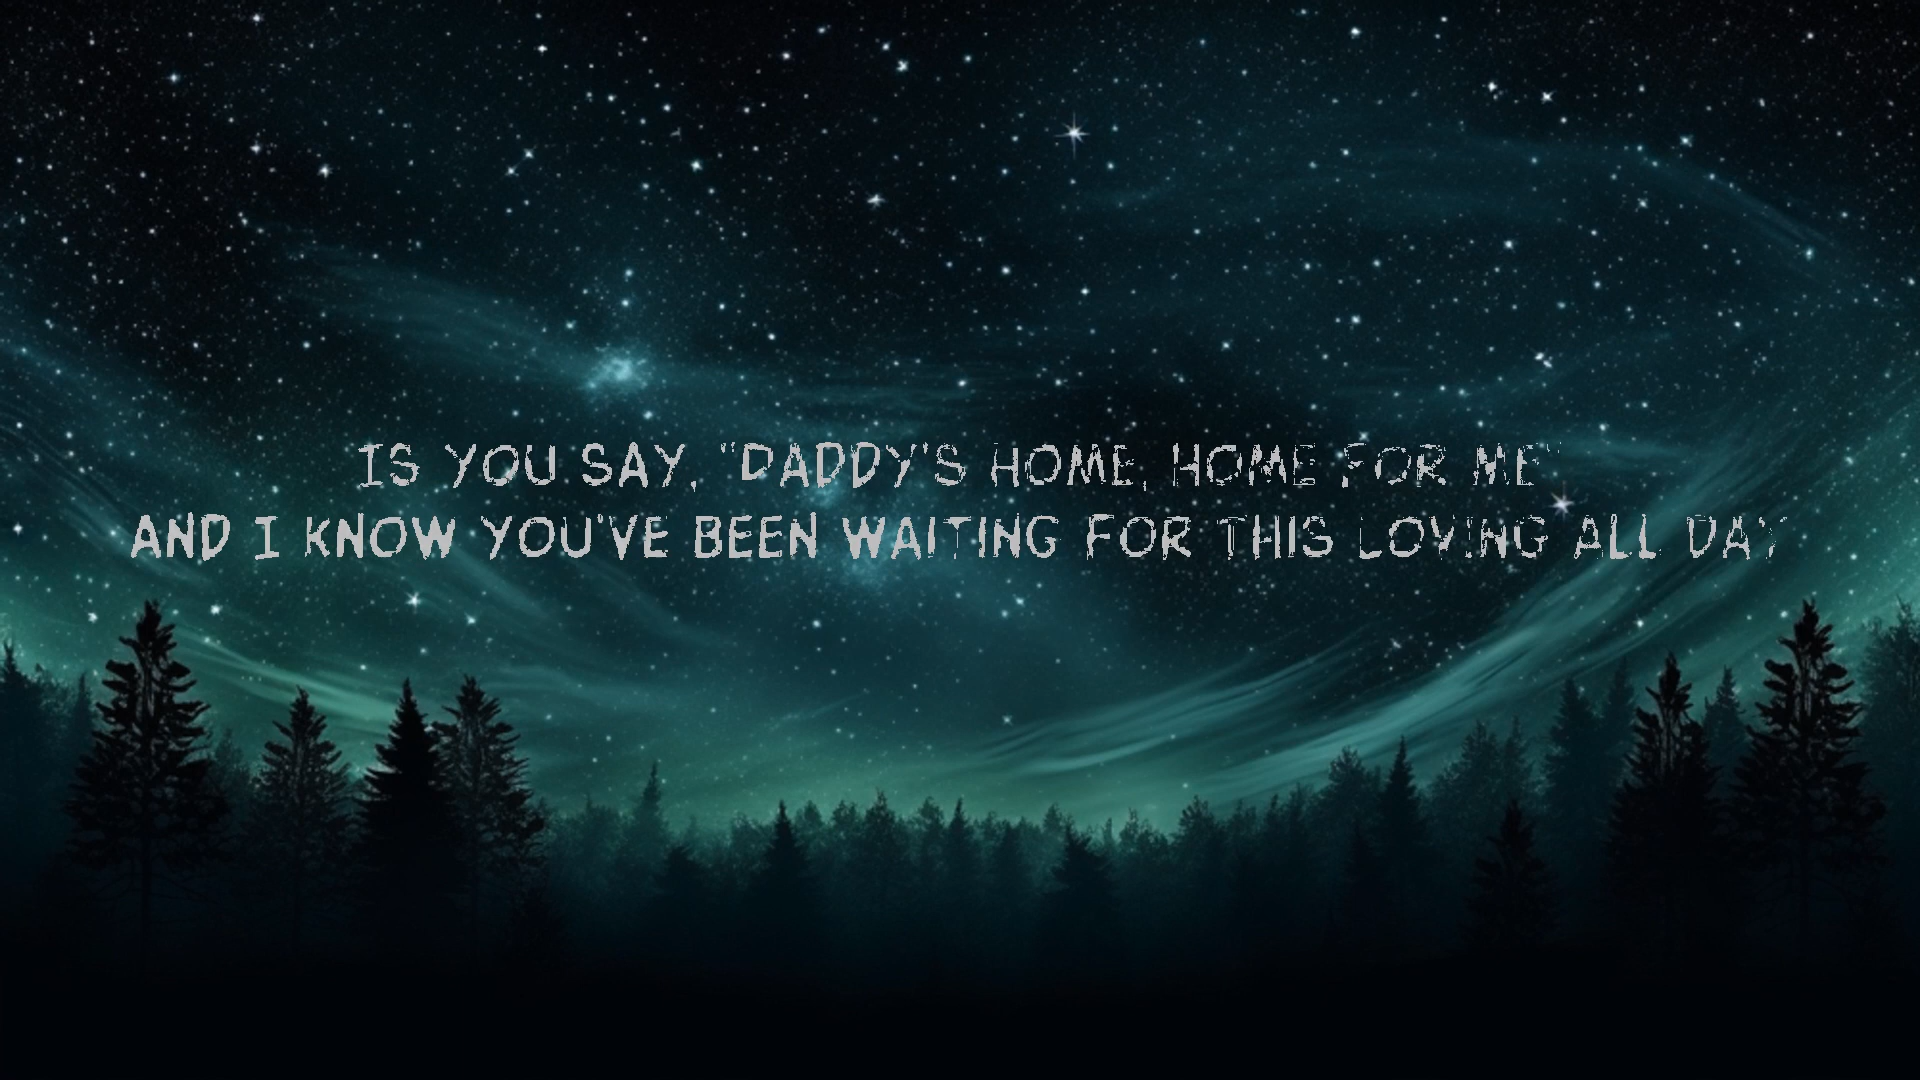 IS YOU SAY, "DADDY'S HOME, HOME FOR ME"
AND I KNOW YOU'VE BEEN WAITING FOR THIS LOVING ALL DAY